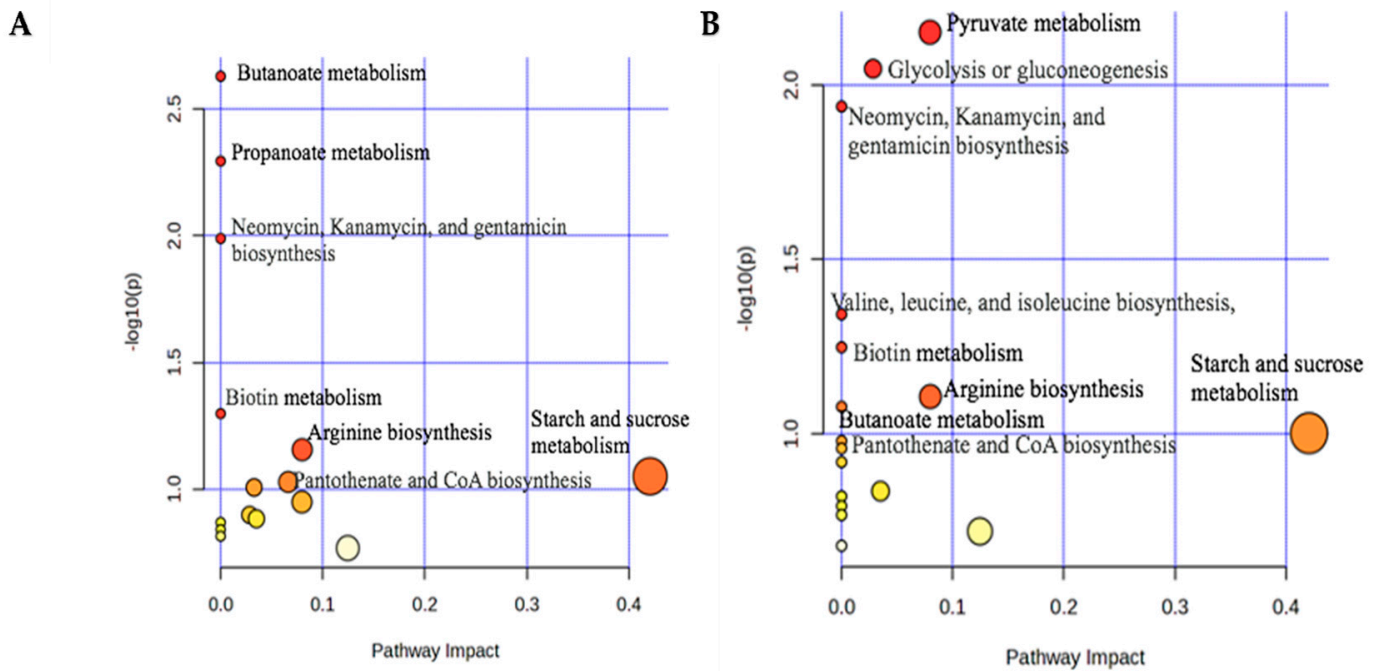 A
Butanoate metabolism
2.5
Propanoate metabolism
Neomycin, Kanamycin, and gentamicin
biosynthesis
2.0
-log10(p)
1.5
Biotin metabolism
Arginine biosynthesis
Starch and sucrose
metabolism
Pantothenate and CoA biosynthesis
1.0
0.0 0.1 0.2 0.3 0.4
Pathway Impact
B
Pyruvate metabolism
Glycolysis or gluconeogenesis
2.0
Neomycin, Kanamycin, and
gentamicin biosynthesis
-log10(p)
1.5
Valine, leucine, and isoleucine biosynthesis,
Biotin metabolism
Starch and sucrose
metabolism
Arginine biosynthesis
Butanoate metabolism
1.0
Pantothenate and CoA biosynthesis
0.0 0.1 0.2 0.3 0.4
Pathway Impact